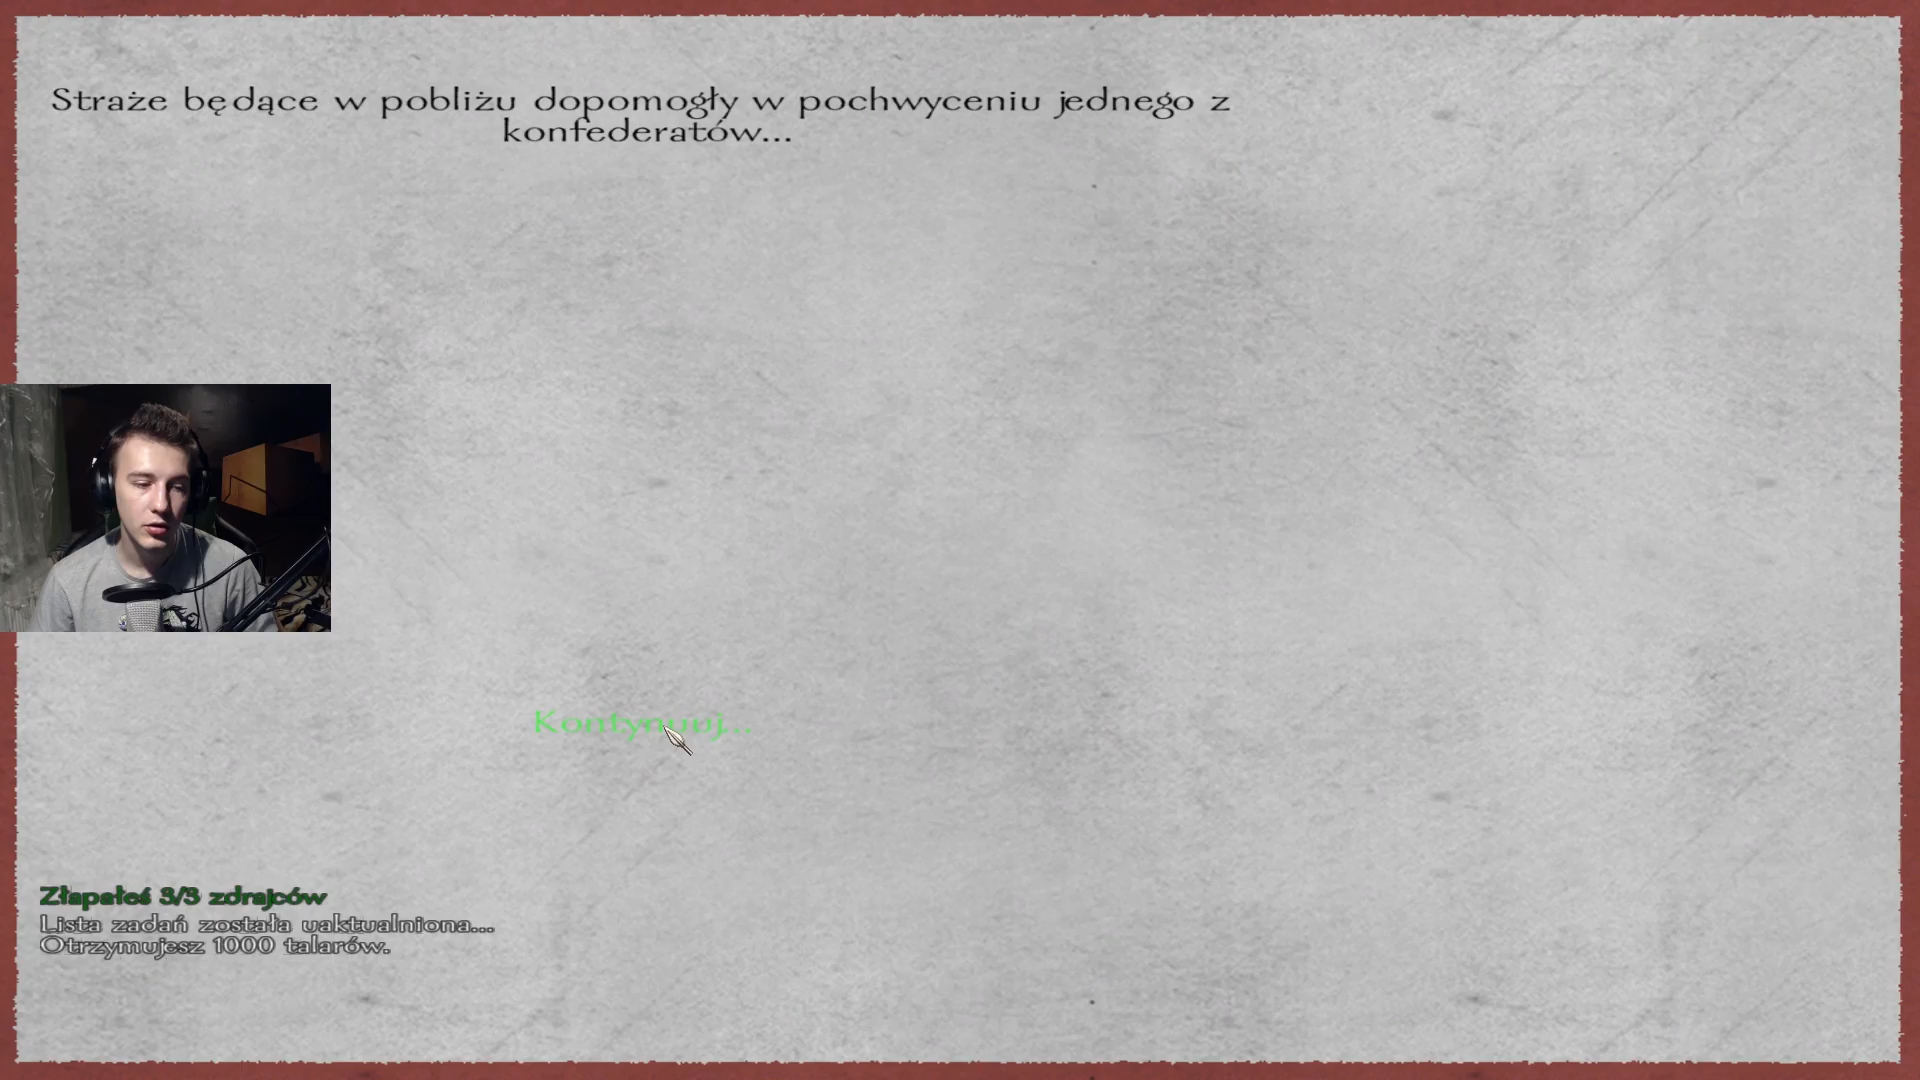 Straże będące w pobliżu dopomogły w pochwyceniu jednego z
konfederatów...
Kontynuuj...
Złapałeś 3/3 zdrajców
Lista zadań została uaktualniona...
Otrzymujesz 1000 talarów.